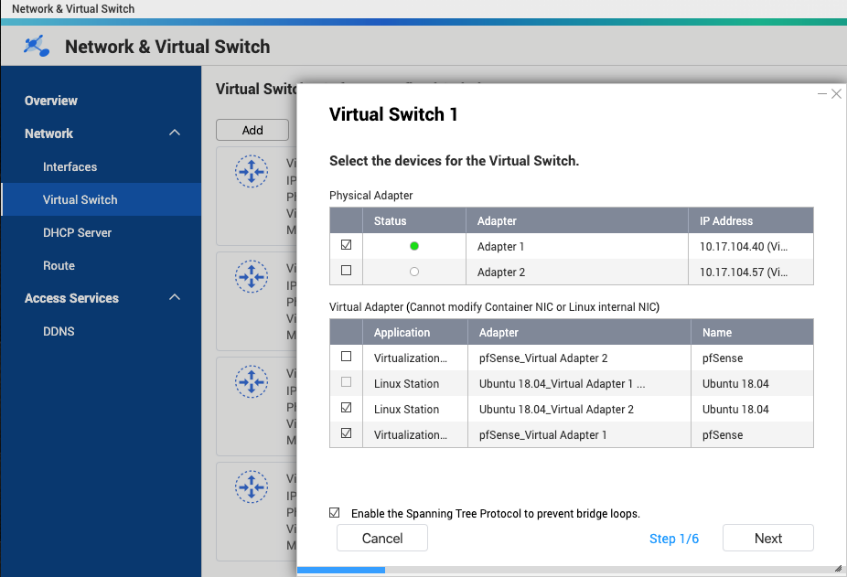 Network & Virtual Switch
Network & Virtual Switch
Overview
Network
Interfaces
Virtual Switch
DHCP Server
Route
Access Services
DDNS
Virtual
Add
Virtual Switch 1
Select the devices for the Virtual Switch.
Physical Adapter
Status Adapter IP Address
Adapter 1 10.17.104.40 (Vi...
Adapter 2 10.17.104.57 (Vi...
Virtual Adapter (Cannot modify Container NIC or Linux internal NIC)
Application Adapter Name
Virtualization... pfSense_Virtual Adapter 2 pfSense
Linux Station Ubuntu 18.04_Virtual Adapter 1 ... Ubuntu 18.04
Linux Station Ubuntu 18.04_Virtual Adapter 2 Ubuntu 18.04
Virtualization... pfSense_Virtual Adapter 1 pfSense
Enable the Spanning Tree Protocol to prevent bridge loops.
Cancel Step 1/6 Next